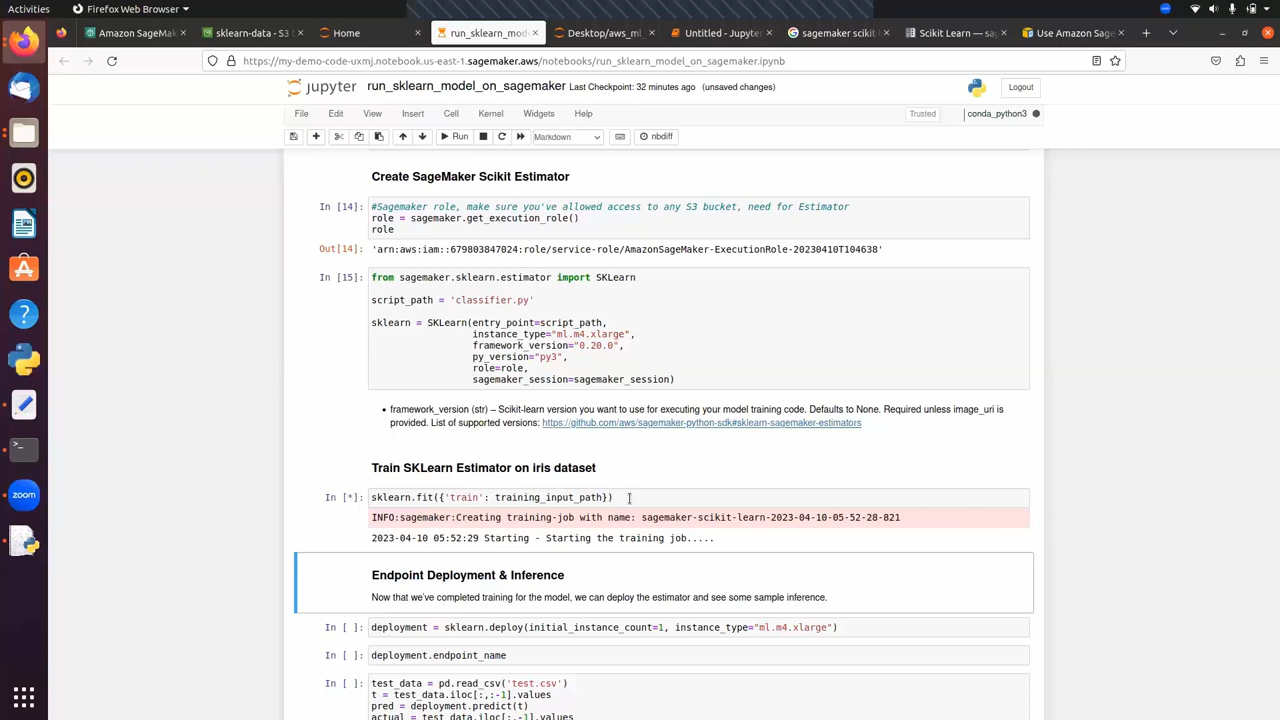 Activities
Firefox Web Browser
Amazon SageMak
sklearn-data - S3 b
Home
run_sklearn_mode
Desktop/aws_ml_
Untitled - Jupyter
sagemaker scikit l
Scikit Learn — sag
Use Amazon Sage
https://my-demo-code-uxmj.notebook.us-east-1.sagemaker.aws/notebooks/run_sklearn_model_on_sagemaker.ipynb
jupyter run_sklearn_model_on_sagemaker Last Checkpoint: 32 minutes ago (unsaved changes)
Logout
File Edit View Insert Cell Kernel Widgets Help
Trusted
conda_python3
Run
Markdown
nbdiff
Create SageMaker Scikit Estimator
In [14]: #Sagemaker role, make sure you've allowed access to any S3 bucket, need for Estimator
role = sagemaker.get_execution_role()
role
Out[14]: 'arn:aws:iam::679803847024:role/service-role/AmazonSageMaker-ExecutionRole-20230410T104638'
In [15]: from sagemaker.sklearn.estimator import SKLearn
script_path = 'classifier.py'
sklearn = SKLearn(entry_point=script_path,
instance_type="ml.m4.xlarge",
framework_version="0.20.0",
py_version="py3",
role=role,
sagemaker_session=sagemaker_session)
• framework_version (str) – Scikit-learn version you want to use for executing your model training code. Defaults to None. Required unless image_uri is
provided. List of supported versions: https://github.com/aws/sagemaker-python-sdk#sklearn-sagemaker-estimators
Train SKLearn Estimator on iris dataset
In [*]: sklearn.fit({'train': training_input_path})
INFO:sagemaker:Creating training-job with name: sagemaker-scikit-learn-2023-04-10-05-52-28-821
2023-04-10 05:52:29 Starting - Starting the training job.....
Endpoint Deployment & Inference
Now that we've completed training for the model, we can deploy the estimator and see some sample inference.
In [ ]: deployment = sklearn.deploy(initial_instance_count=1, instance_type="ml.m4.xlarge")
In [ ]: deployment.endpoint_name
In [ ]: test_data = pd.read_csv('test.csv')
t = test_data.iloc[:,:-1].values
pred = deployment.predict(t)
actual = test_data.iloc[:,-1].values
zoom